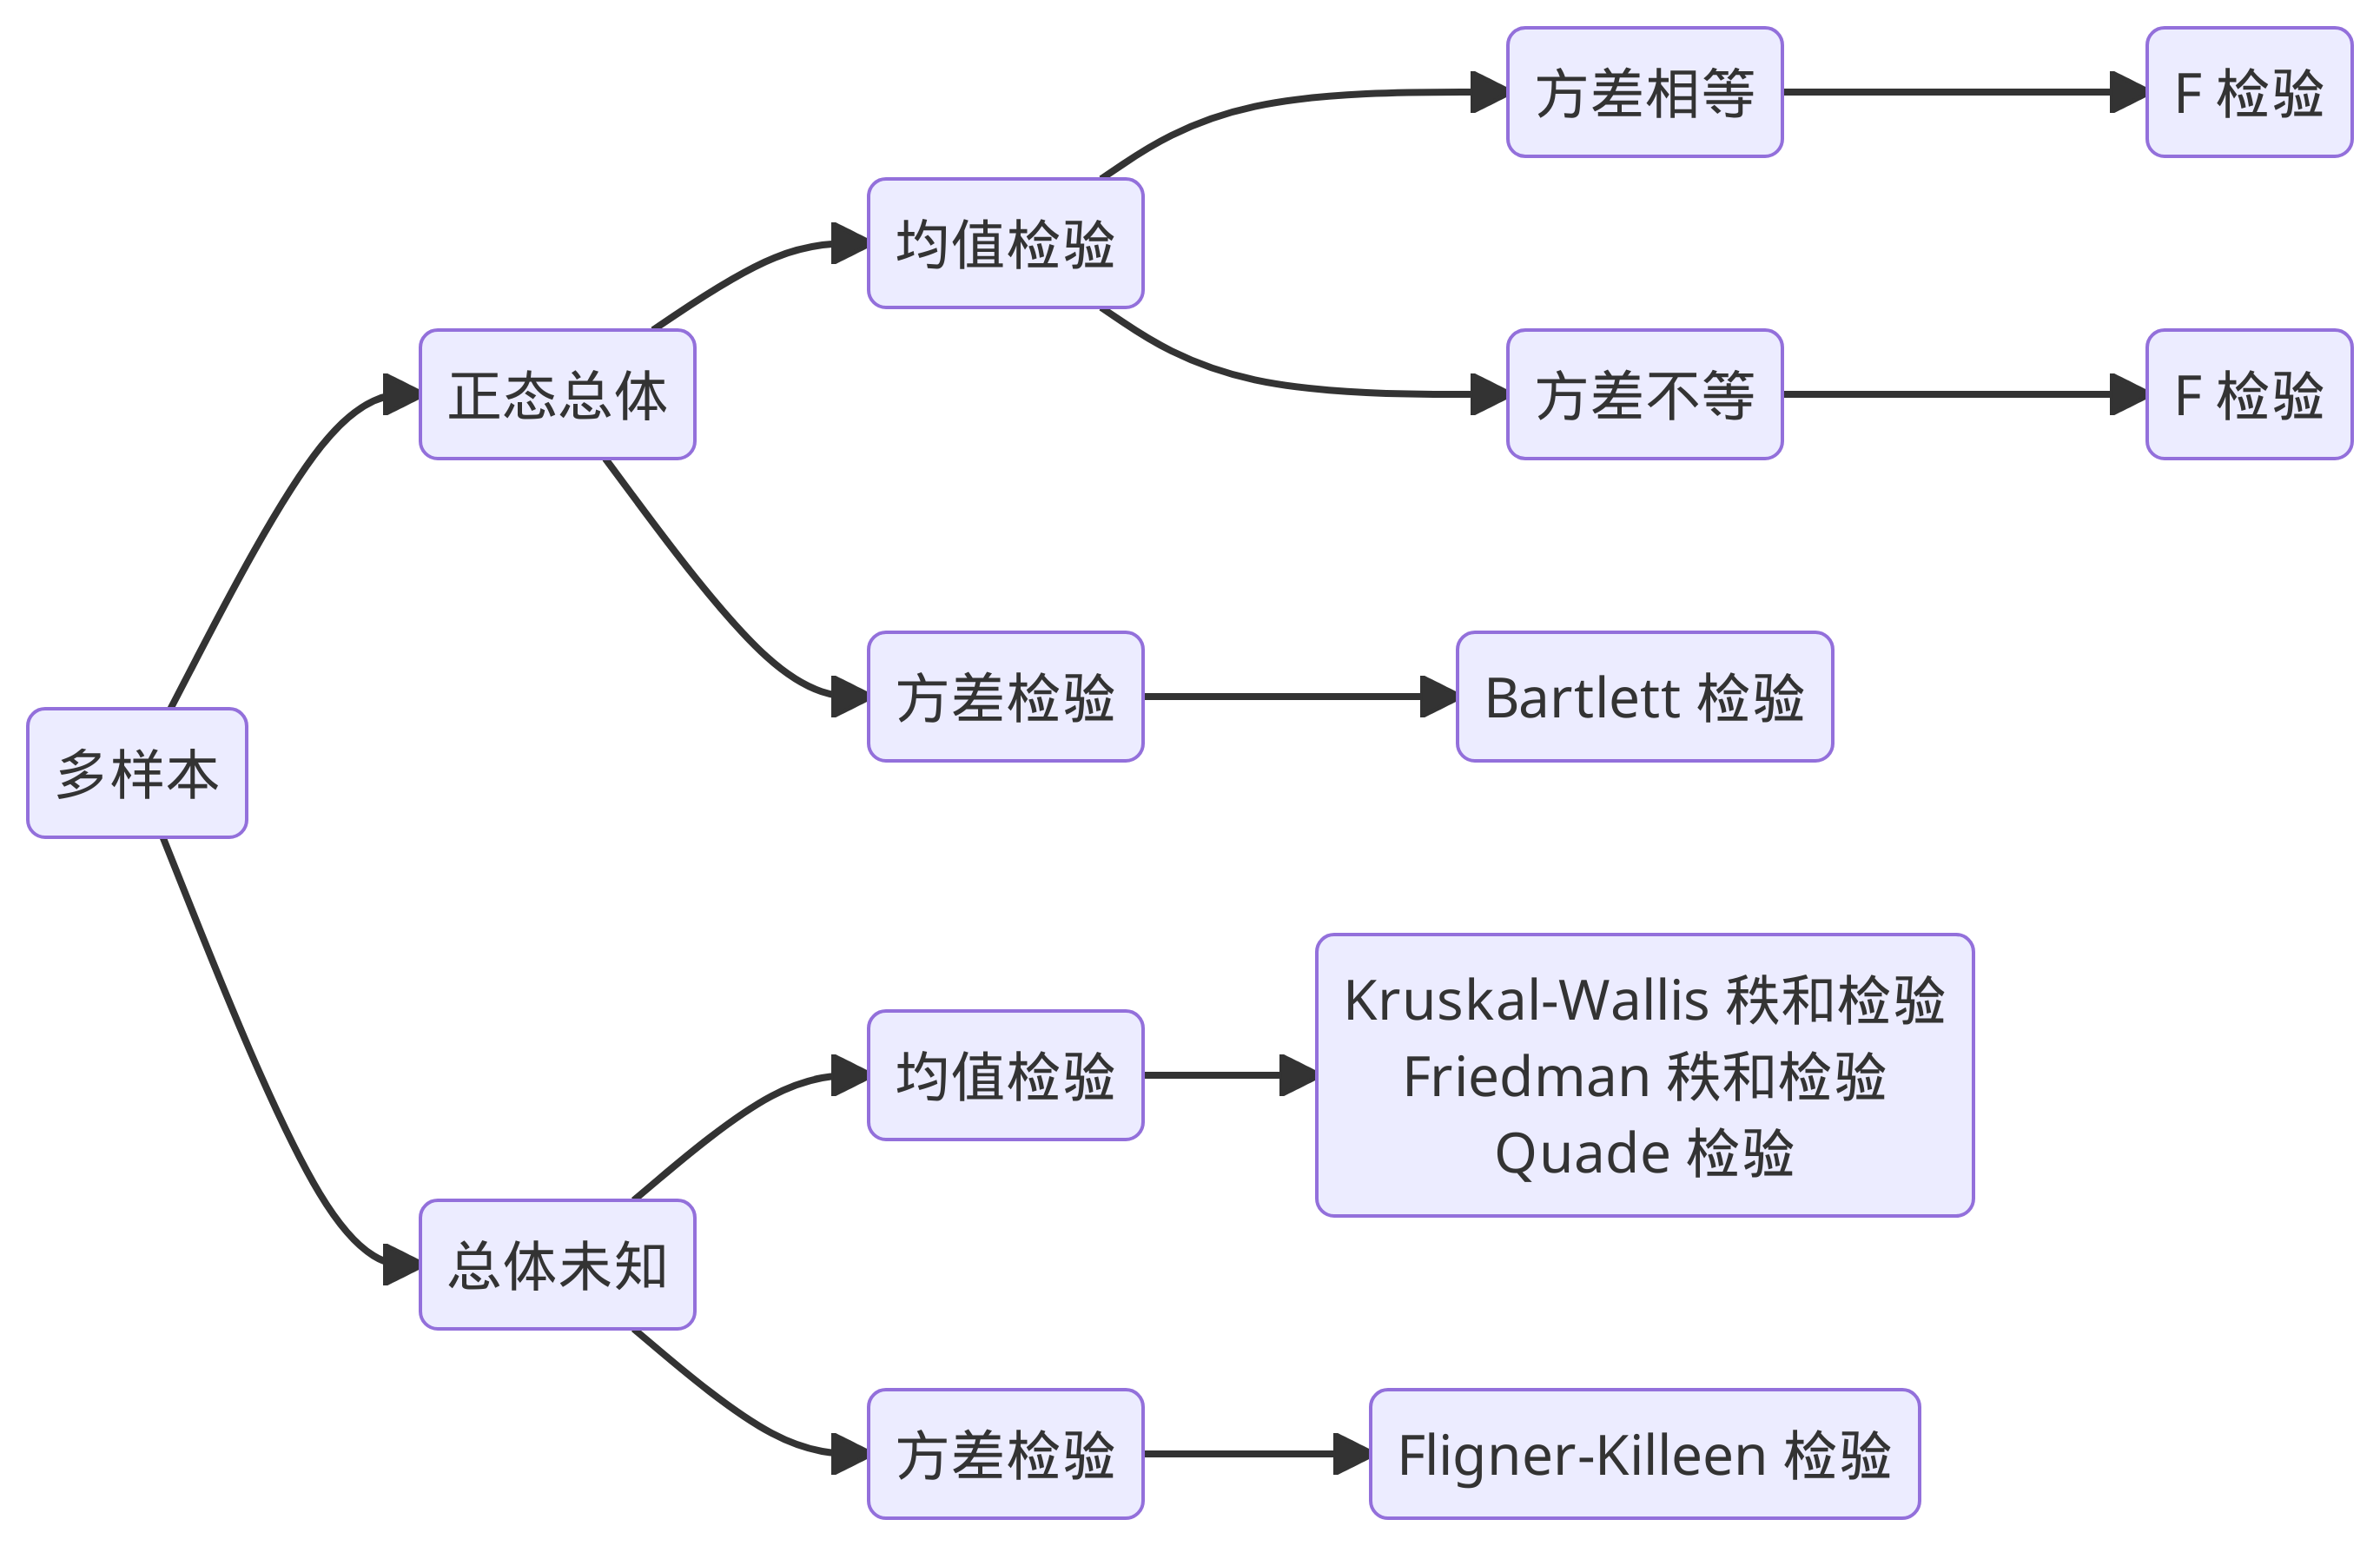 多样本
正态总体
均值检验
方差相等
F 检验
方差不等
F 检验
方差检验
Bartlett 检验
总体未知
均值检验
Kruskal-Wallis 秩和检验
Friedman 秩和检验
Quade 检验
方差检验
Fligner-Killeen 检验